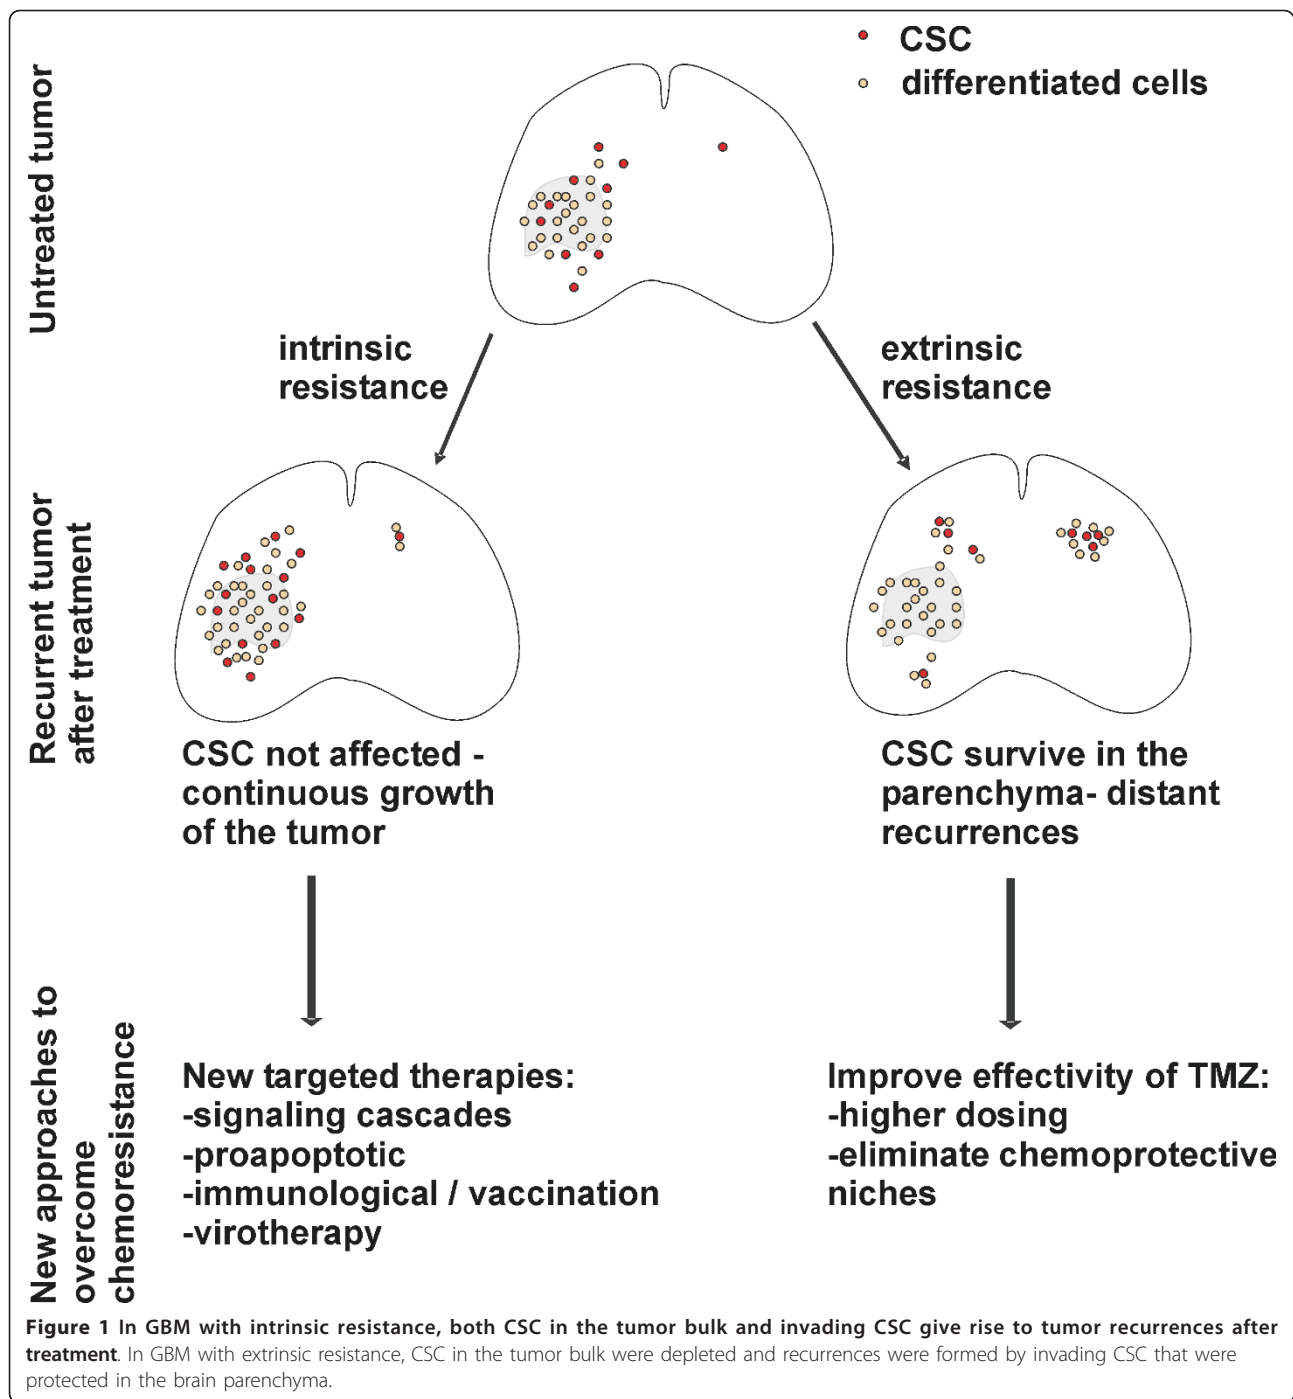 CSC
differentiated cells
Untreated tumor
intrinsic
resistance
extrinsic
resistance
Recurrent tumor
after treatment
CSC not affected -
continuous growth
of the tumor
CSC survive in the
parenchyma- distant
recurrences
New approaches to
overcome
chemoresistance
New targeted therapies:
-signaling cascades
-proapoptotic
-immunological / vaccination
-virotherapy
Improve effectivity of TMZ:
-higher dosing
-eliminate chemoprotective
niches
Figure 1 In GBM with intrinsic resistance, both CSC in the tumor bulk and invading CSC give rise to tumor recurrences after
treatment. In GBM with extrinsic resistance, CSC in the tumor bulk were depleted and recurrences were formed by invading CSC that were
protected in the brain parenchyma.